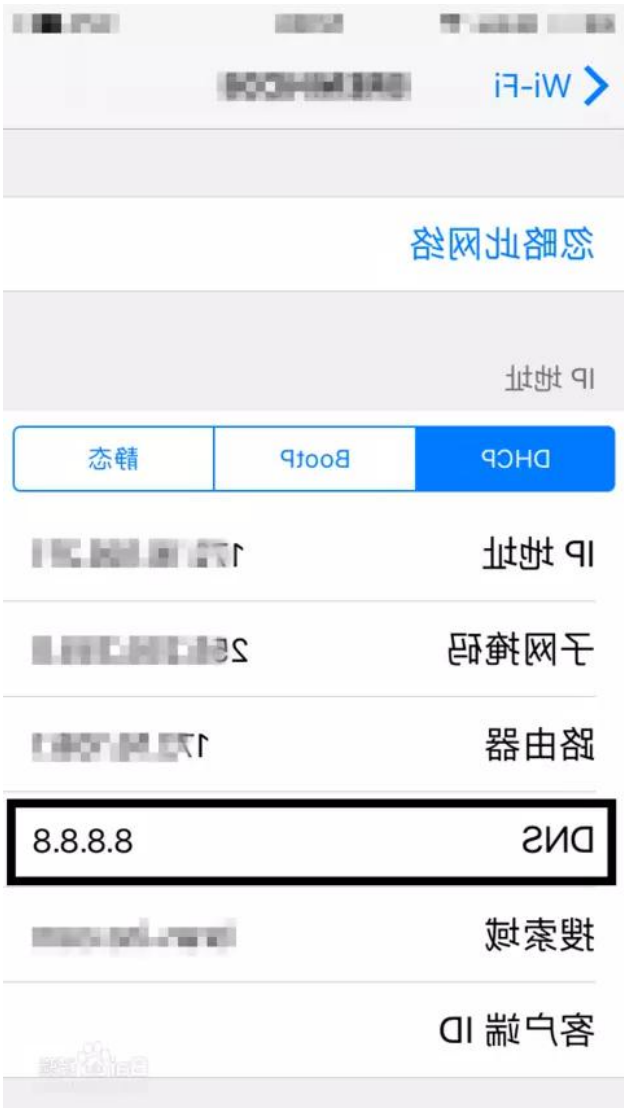 Wi-Fi
忽略此网络
IP 地址
DHCP BootP 静态
IP 地址
子网掩码
路由器
DNS 8.8.8.8
搜索域
客户端 ID